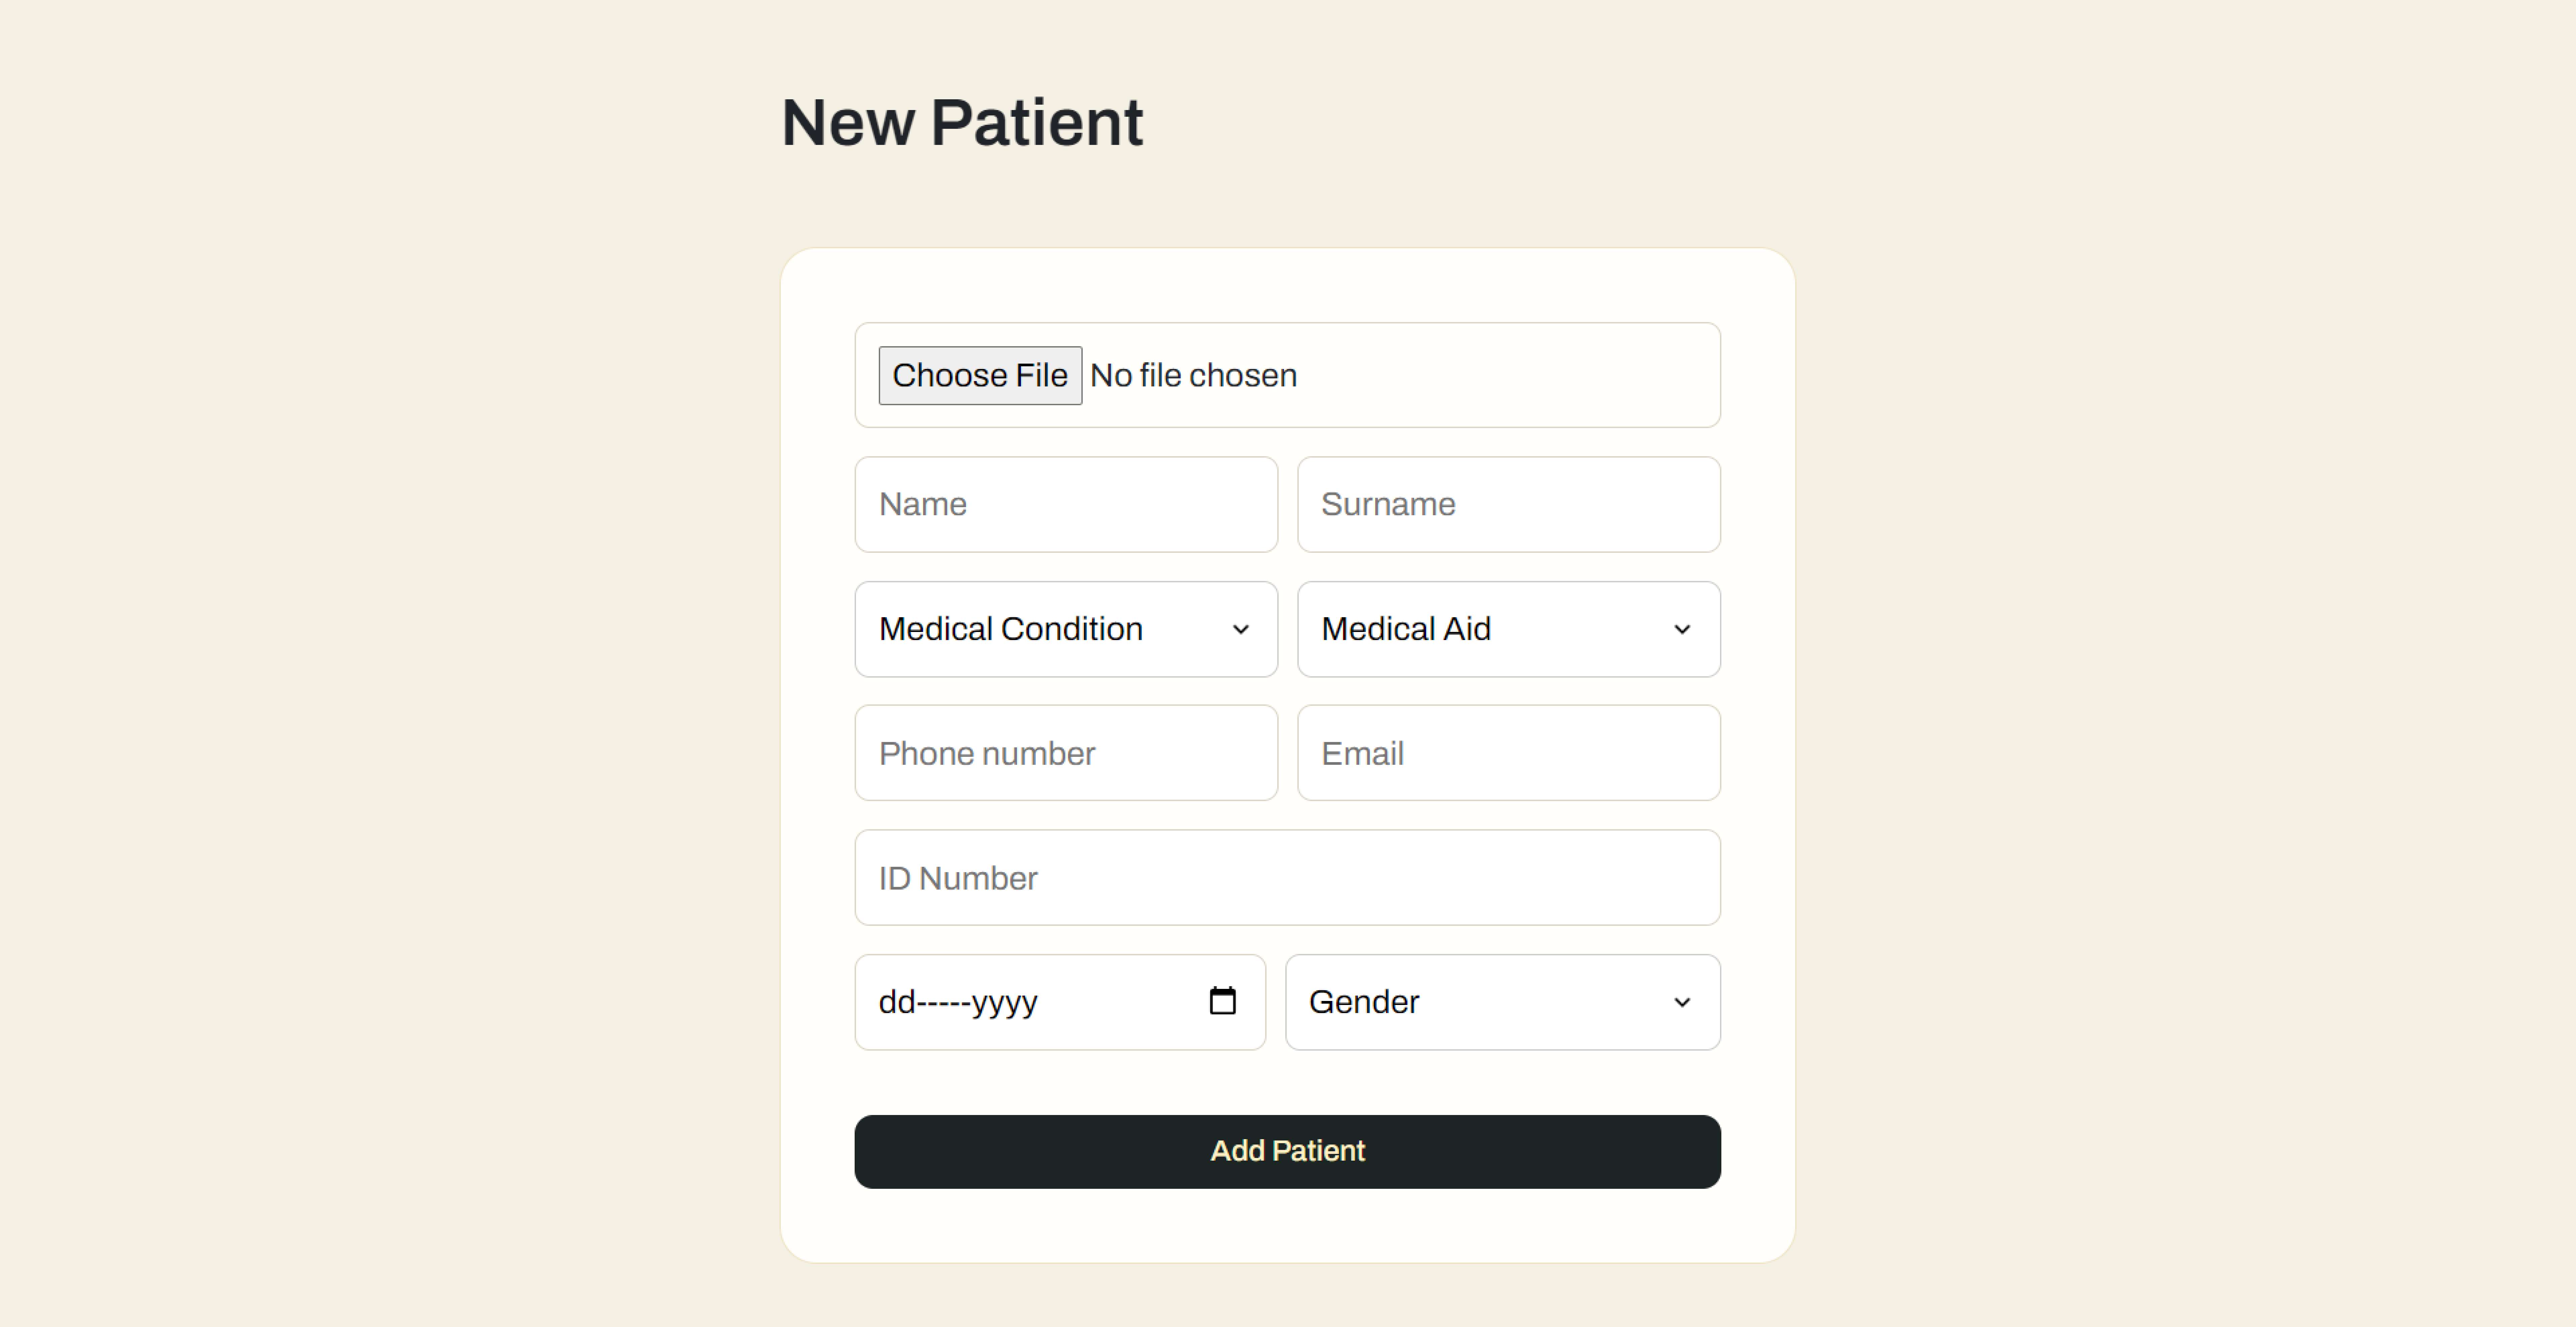 New Patient
Choose File No file chosen
Name Surname
Medical Condition Medical Aid
Phone number Email
ID Number
dd-----yyyy Gender
Add Patient